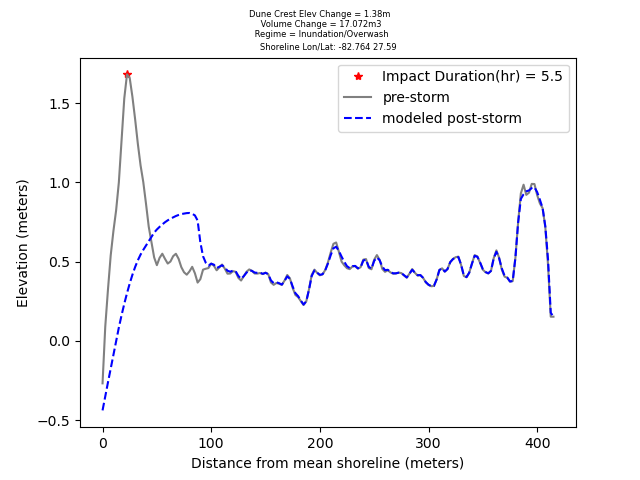 Dune Crest Elev Change = 1.38m
Volume Change = 17.072m3
Regime = Inundation/Overwash
Shoreline Lon/Lat: -82.764 27.59
Impact Duration(hr) = 5.5
pre-storm
modeled post-storm
Elevation (meters)
1.5
1.0
0.5
0.0
−0.5
0
100
200
300
400
Distance from mean shoreline (meters)